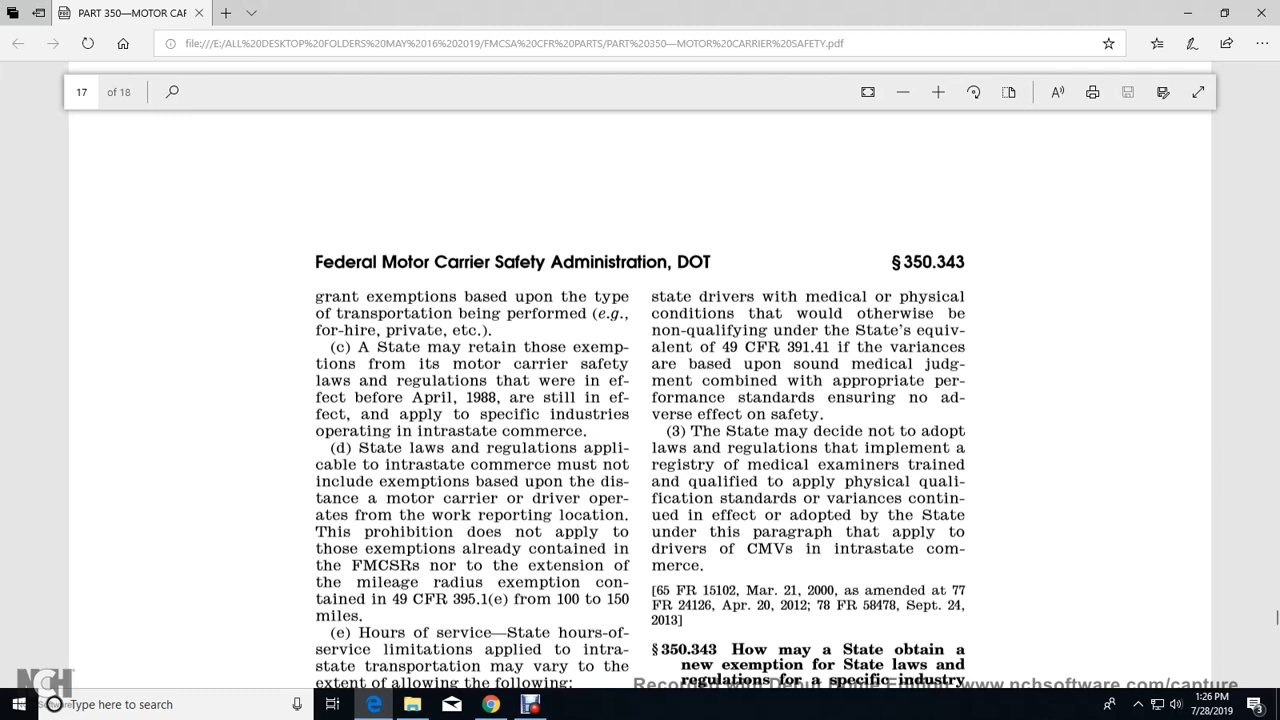 PART 350—MOTOR CAR
file:///E:/ALL%20DESKTOP%20FOLDERS%20MAY%2016%202019/FMCSA%20CFR%20PARTS/PART%20350—MOTOR%20CARRIER%20SAFETY.pdf
17 of 18
Federal Motor Carrier Safety Administration, DOT
§ 350.343
grant exemptions based upon the type
of transportation being performed (e.g.,
for-hire, private, etc.).
(c) A State may retain those exemp-
tions from its motor carrier safety
laws and regulations that were in ef-
fect before April, 1988, are still in ef-
fect, and apply to specific industries
operating in intrastate commerce.
(d) State laws and regulations appli-
cable to intrastate commerce must not
include exemptions based upon the dis-
tance a motor carrier or driver oper-
ates from the work reporting location.
This prohibition does not apply to
those exemptions already contained in
the FMCSRs nor to the extension of
the mileage radius exemption con-
tained in 49 CFR 395.1(e) from 100 to 150
miles.
(e) Hours of service—State hours-of-
service limitations applied to intra-
state transportation may vary to the
extent of allowing the following:
state drivers with medical or physical
conditions that would otherwise be
non-qualifying under the State's equiv-
alent of 49 CFR 391.41 if the variances
are based upon sound medical judg-
ment combined with appropriate per-
formance standards ensuring no ad-
verse effect on safety.
(3) The State may decide not to adopt
laws and regulations that implement a
registry of medical examiners trained
and qualified to apply physical quali-
fication standards or variances contin-
ued in effect or adopted by the State
under this paragraph that apply to
drivers of CMVs in intrastate com-
merce.
[65 FR 15102, Mar. 21, 2000, as amended at 77
FR 24126, Apr. 20, 2012; 78 FR 58478, Sept. 24,
2013]
§ 350.343 How may a State obtain a
new exemption for State laws and
regulations for a specific industry
Recorded with Debut Home Edition: www.nchsoftware.com/capture
NCH
Software
Type here to search
1:26 PM
7/28/2019
3